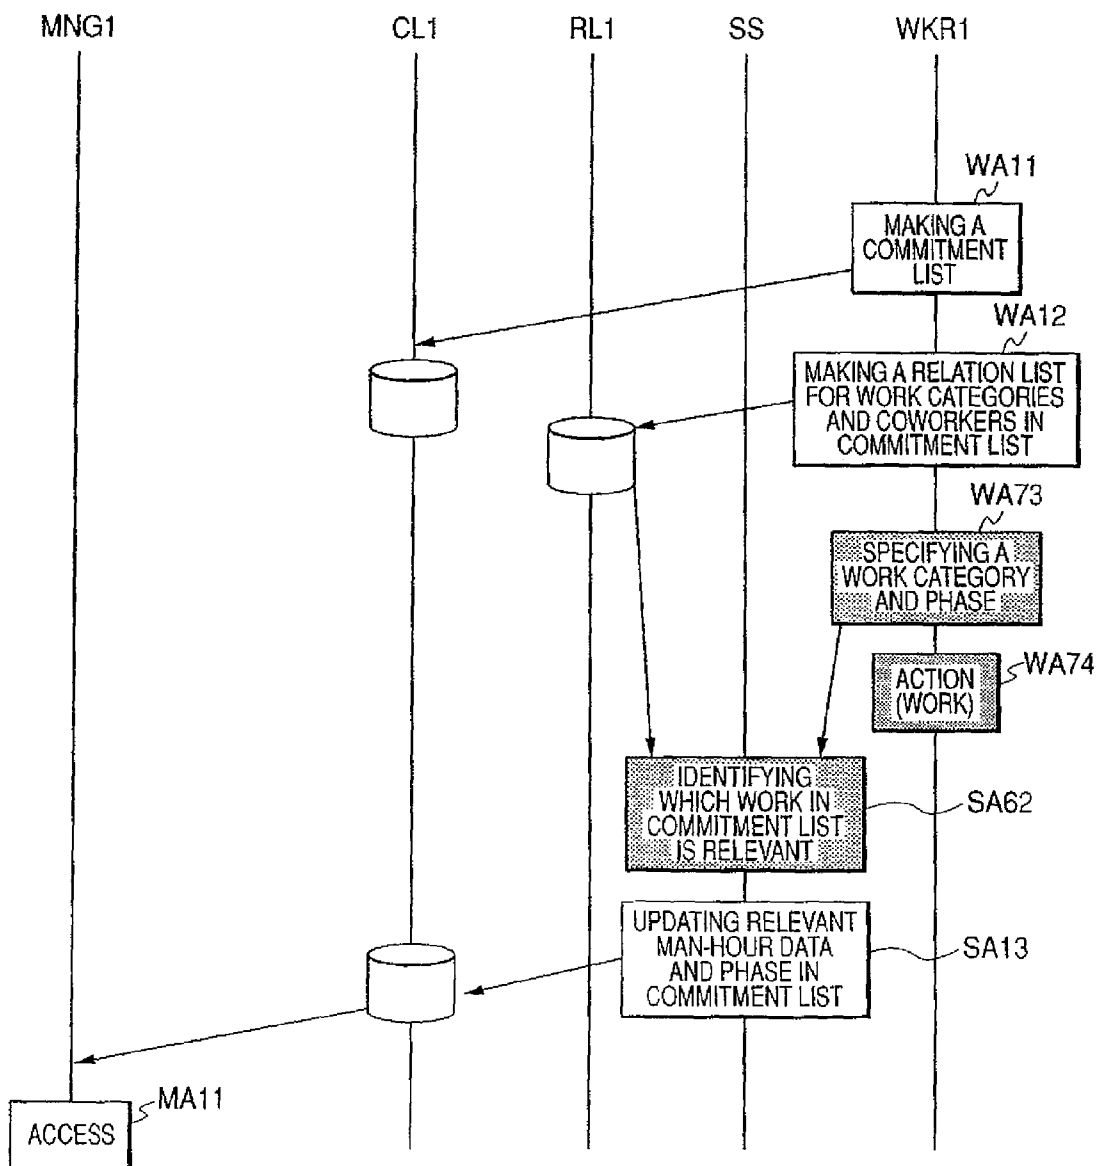 MNG1 CL1 RL1 SS WKR1
WA11
MAKING A
COMMITMENT
LIST
WA12
MAKING A RELATION LIST
FOR WORK CATEGORIES
AND COWORKERS IN
COMMITMENT LIST
WA73
SPECIFYING A
WORK CATEGORY
AND PHASE
WA74
ACTION
(WORK)
IDENTIFYING
WHICH WORK IN
COMMITMENT LIST
IS RELEVANT
SA62
UPDATING RELEVANT
MAN-HOUR DATA
AND PHASE IN
COMMITMENT LIST
SA13
MA11
ACCESS